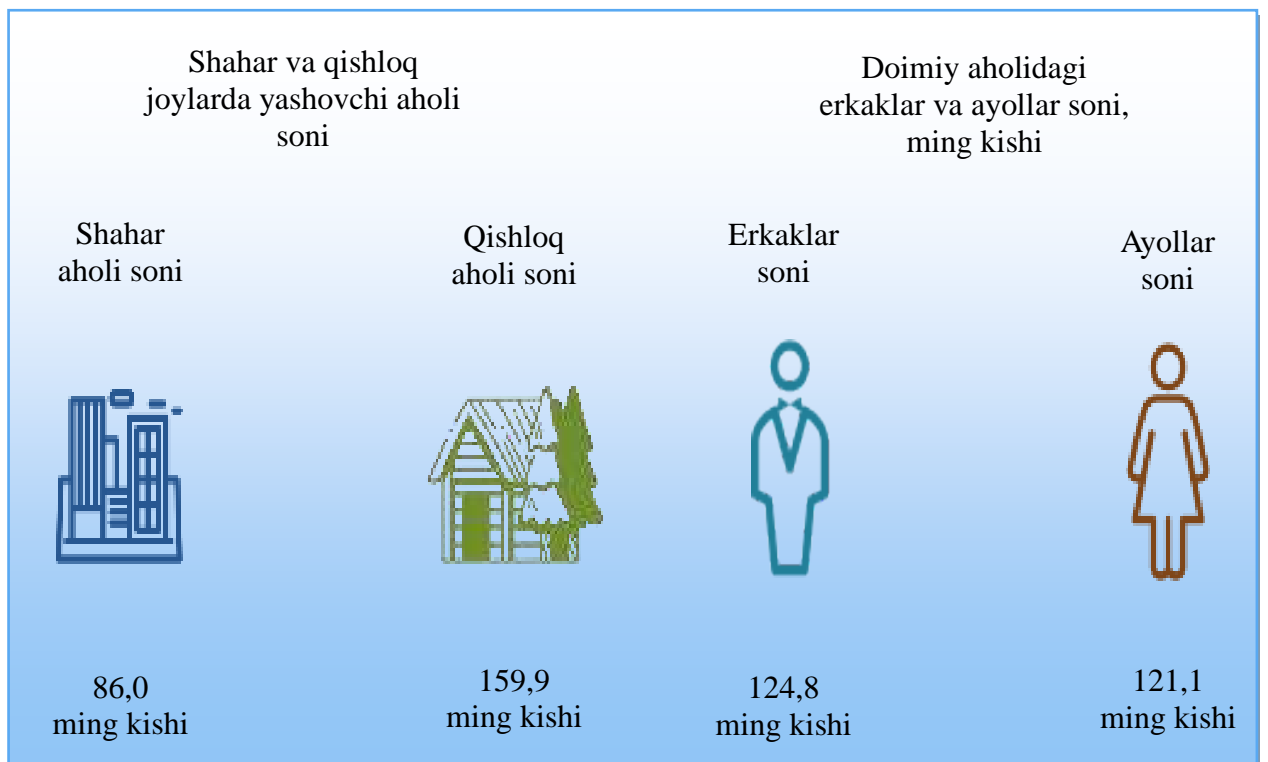 Shahar va qishloq
joylarda yashovchi aholi
soni
Doimiy aholidagi
erkaklar va ayollar soni,
ming kishi
Shahar
aholi soni
Qishloq
aholi soni
Erkaklar
soni
Ayollar
soni
86,0
ming kishi
159,9
ming kishi
124,8
ming kishi
121,1
ming kishi